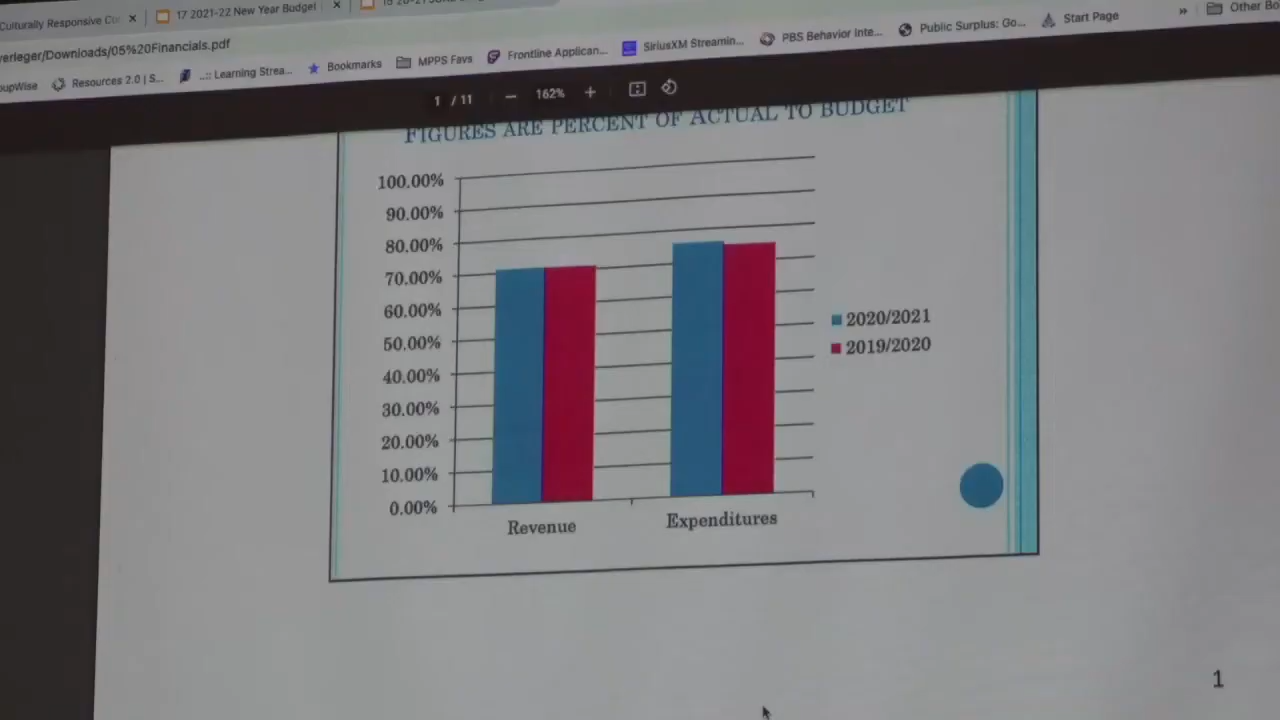 Culturally Responsive Co
17 2021-22 New Year Budget
verleger/Downloads/05%20Financials.pdf
oupWise
Resources 2.0 | S...
..:: Learning Strea...
Bookmarks
MPPS Favs
Frontline Applican...
SiriusXM Streamin...
PBS Behavior Inte...
Public Surplus: Go...
Start Page
»
Other Bo
1 / 11
162%
FIGURES ARE PERCENT OF ACTUAL TO BUDGET
100.00%
90.00%
80.00%
70.00%
60.00%
50.00%
40.00%
30.00%
20.00%
10.00%
0.00%
Revenue
Expenditures
2020/2021
2019/2020
1